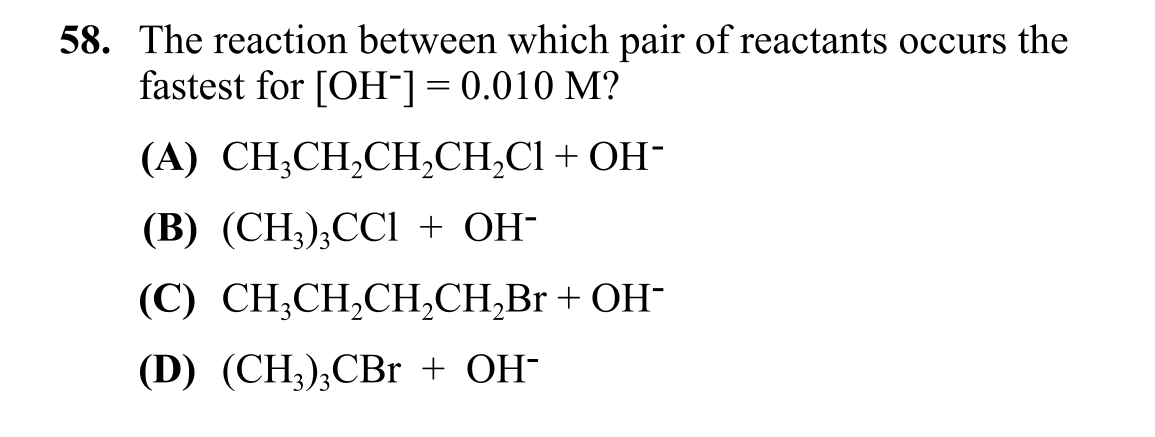 58. The reaction between which pair of reactants occurs the
fastest for [OH⁻] = 0.010 M?
(A) CH₃CH₂CH₂CH₂Cl + OH⁻
(B) (CH₃)₃CCl + OH⁻
(C) CH₃CH₂CH₂CH₂Br + OH⁻
(D) (CH₃)₃CBr + OH⁻